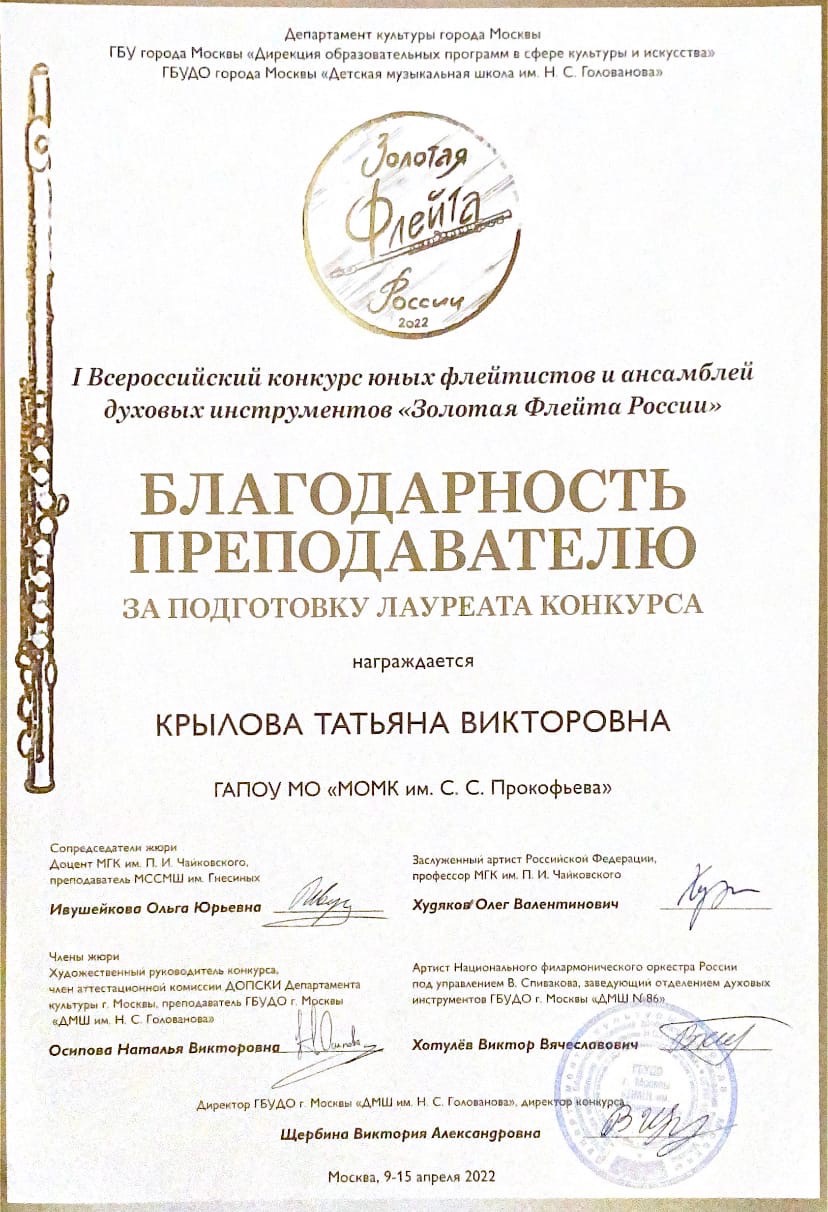 Департамент культуры города Москвы
ГБУ города Москвы «Дирекция образовательных программ в сфере культуры и искусства»
ГБУДО города Москвы «Детская музыкальная школа им. Н. С. Голованова»
Золотая
Флейта
России
2022
I Всероссийский конкурс юных флейтистов и ансамблей
духовых инструментов «Золотая Флейта России»
БЛАГОДАРНОСТЬ
ПРЕПОДАВАТЕЛЮ
ЗА ПОДГОТОВКУ ЛАУРЕАТА КОНКУРСА
награждается
КРЫЛОВА ТАТЬЯНА ВИКТОРОВНА
ГАПОУ МО «МОМК им. С. С. Прокофьева»
Сопредседатели жюри
Доцент МГК им. П. И. Чайковского,
преподаватель МССМШ им. Гнесиных
Ивушейкова Ольга Юрьевна
Заслуженный артист Российской Федерации,
профессор МГК им. П. И. Чайковского
Худяков Олег Валентинович
Члены жюри
Художественный руководитель конкурса,
член аттестационной комиссии ДОПСКИ Департамента
культуры г. Москвы, преподаватель ГБУДО г. Москвы
«ДМШ им. Н. С. Голованова»
Осипова Наталья Викторовна
Артист Национального филармонического оркестра России
под управлением В. Спивакова, заведующий отделением духовых
инструментов ГБУДО г. Москвы «ДМШ №86»
Хотулёв Виктор Вячеславович
Директор ГБУДО г. Москвы «ДМШ им. Н. С. Голованова», директор конкурса
Щербина Виктория Александровна
ГБУДО
г. Москвы
Москва, 9-15 апреля 2022